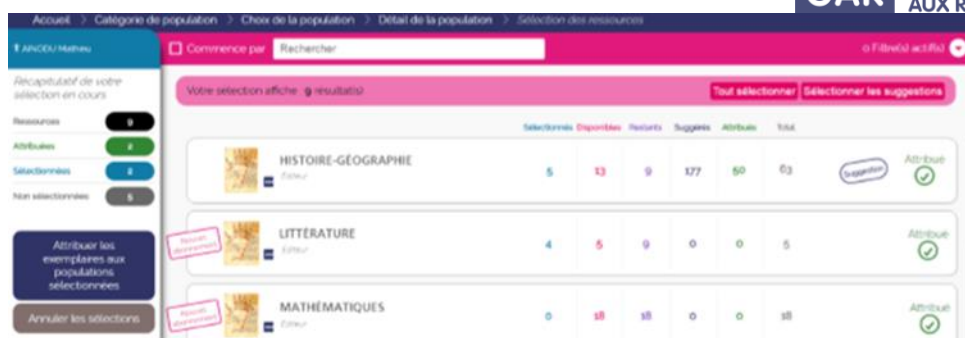 Accueil > Catégorie de population > Choix de la population > Détail de la population > Sélection des ressources
GAR AUX R
Commence par Rechercher 0 Filtre(s) actif(s)
Récapitulatif de votre
sélection en cours
Ressources 9
Attribuées 2
Sélectionnées 2
Non sélectionnées 5
Attribuer les
exemplaires aux
populations
sélectionnées
Annuler les sélections
Votre sélection affiche 9 résultat(s) Tout sélectionner Sélectionner les suggestions
Sélectionnés Disponibles Restants Suggérés Attribués Total
HISTOIRE-GÉOGRAPHIE 5 13 9 177 50 63 Suggestion Attribué
Éditeur
LITTÉRATURE 4 5 9 0 0 5 Attribué
Éditeur
MATHÉMATIQUES 0 18 18 0 0 18 Attribué
Éditeur